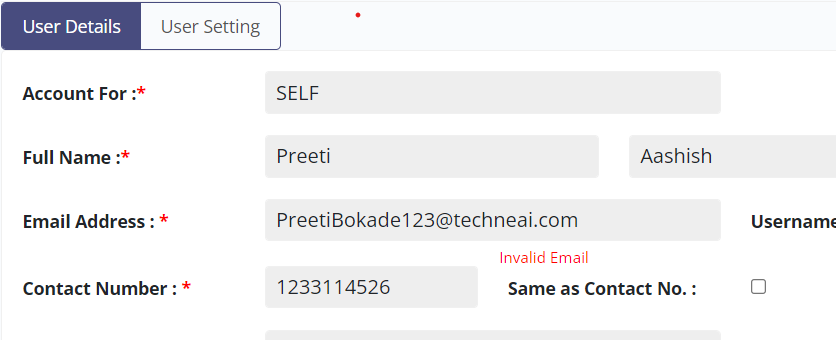 User Details User Setting
Account For :* SELF
Full Name :* Preeti Aashish
Email Address : * PreetiBokade123@techneai.com Username
Invalid Email
Contact Number : * 1233114526 Same as Contact No. :